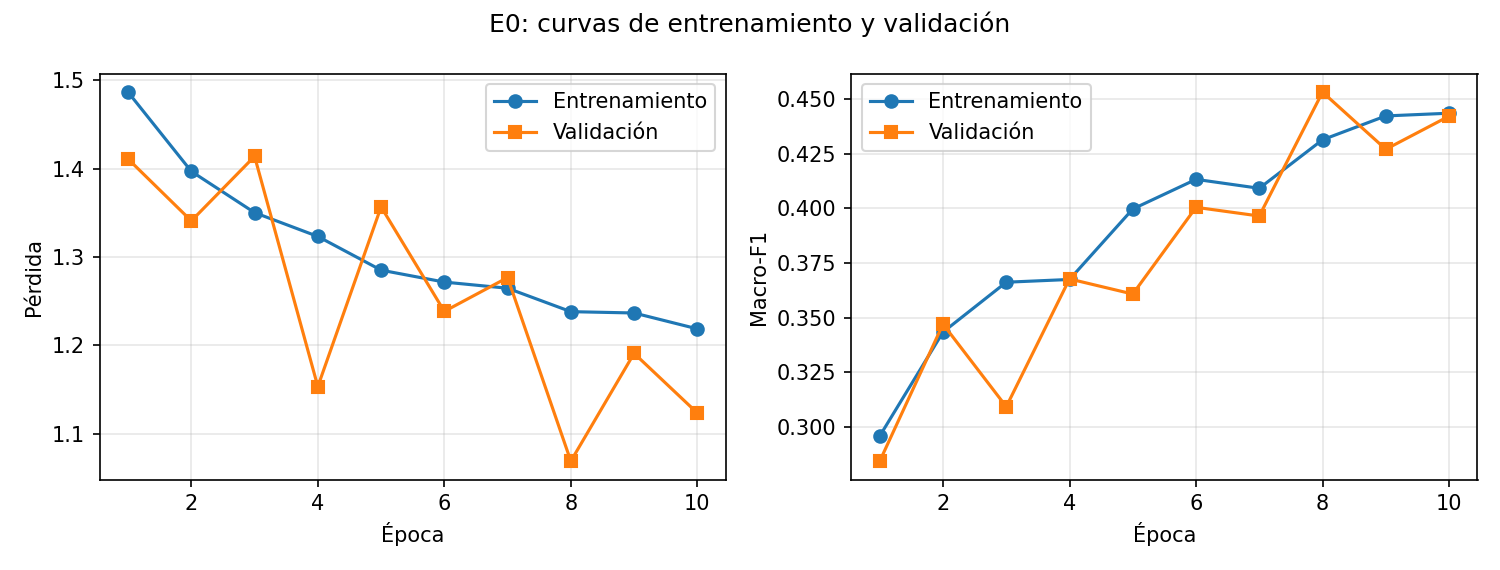 E0: curvas de entrenamiento y validación
1.5
1.4
1.3
1.2
1.1
Pérdida
2
4
6
8
10
Época
Entrenamiento
Validación
0.450
0.425
0.400
0.375
0.350
0.325
0.300
Macro-F1
2
4
6
8
10
Época
Entrenamiento
Validación